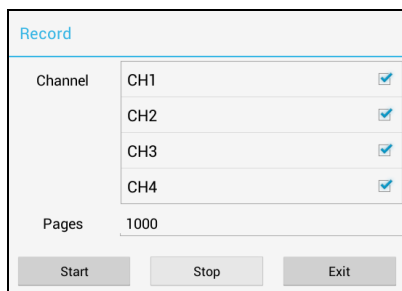 Record
Channel CH1
CH2
CH3
CH4
Pages 1000
Start Stop Exit